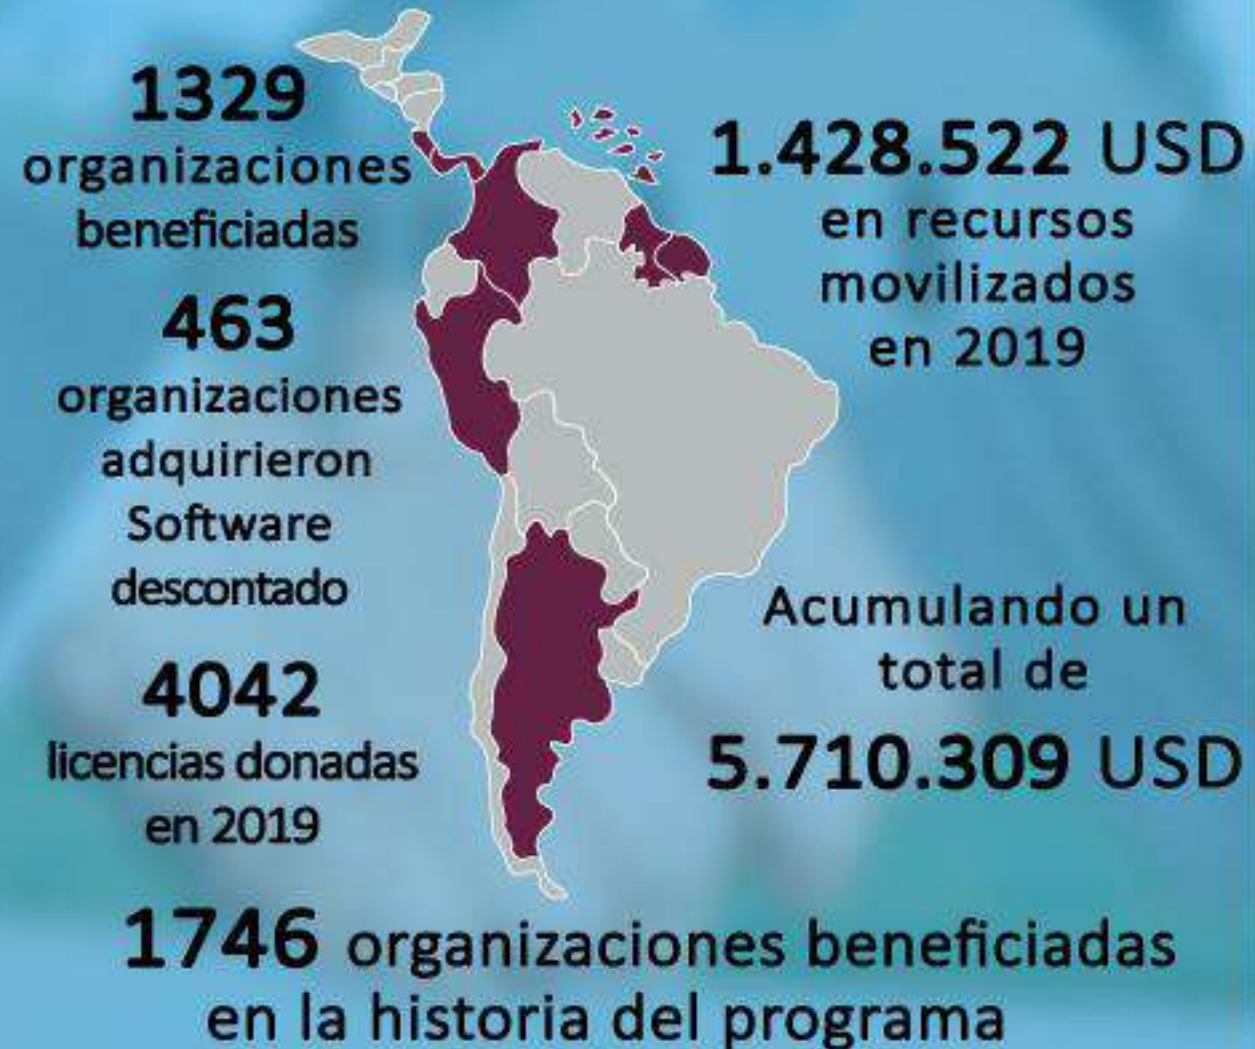 1329
organizaciones
beneficiadas
463
organizaciones
adquirieron
Software
descontado
4042
licencias donadas
en 2019
1.428.522 USD
en recursos
movilizados
en 2019
Acumulando un
total de
5.710.309 USD
1746 organizaciones beneficiadas
en la historia del programa